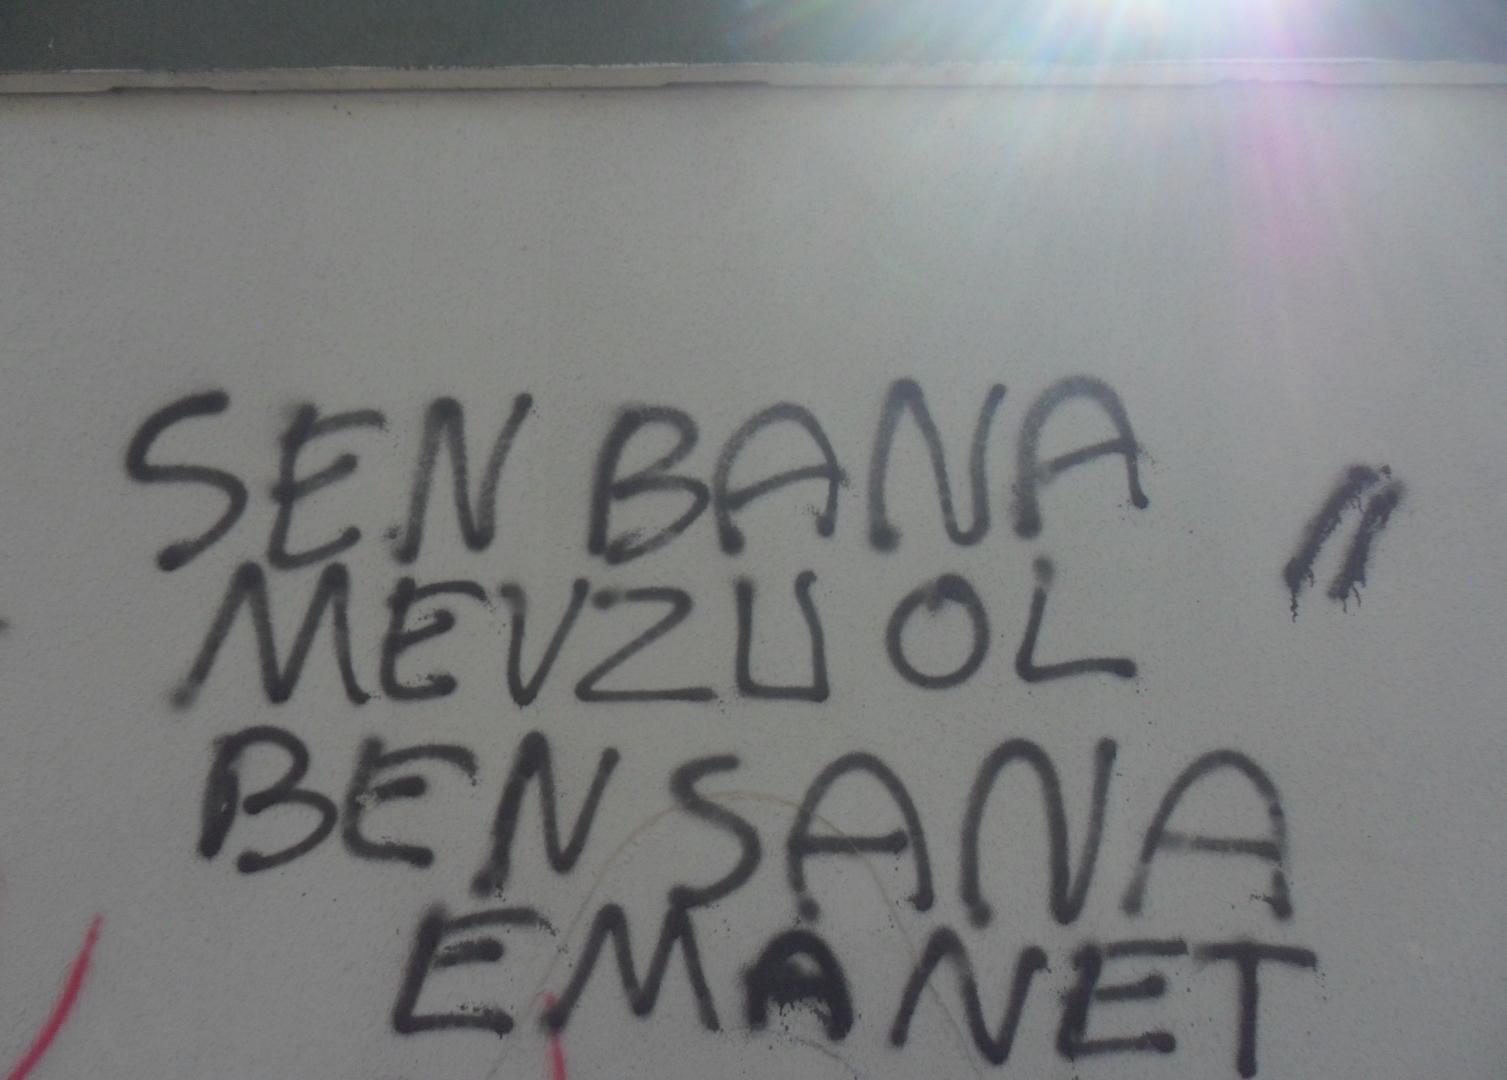 SEN BANA
MEVZU OL "
BEN SANA
EMANET